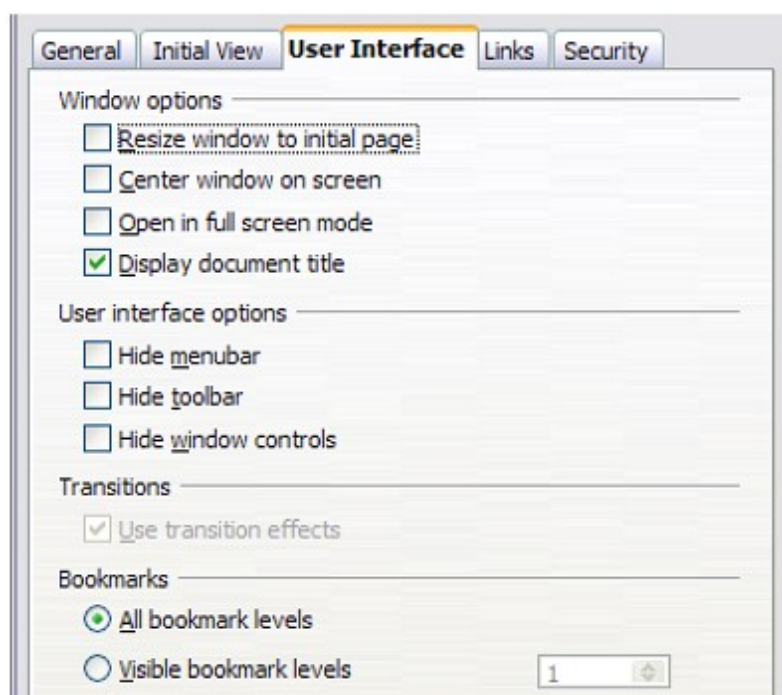 General Initial View User Interface Links Security
Window options
Resize window to initial page
Center window on screen
Open in full screen mode
Display document title
User interface options
Hide menubar
Hide toolbar
Hide window controls
Transitions
Use transition effects
Bookmarks
All bookmark levels
Visible bookmark levels 1